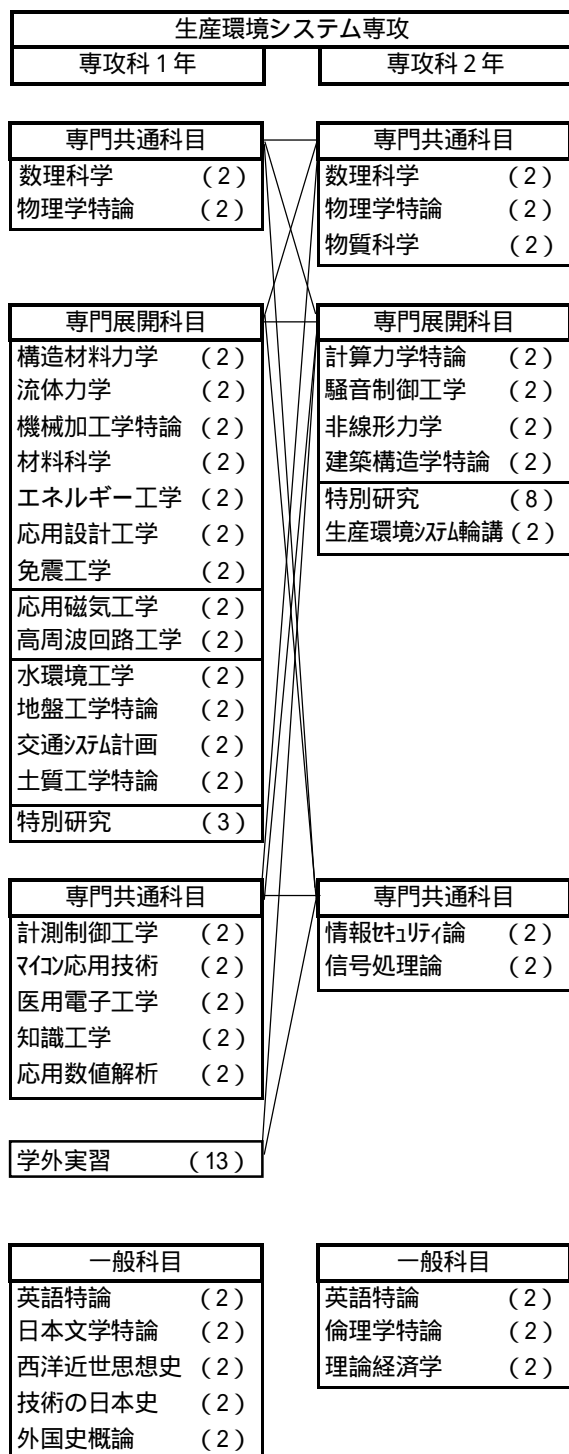 生産環境システム専攻
専攻科1年 専攻科2年
専門共通科目
数理科学 (2)
物理学特論 (2)
専門共通科目
数理科学 (2)
物理学特論 (2)
物質科学 (2)
専門展開科目
構造材料力学 (2)
流体力学 (2)
機械加工学特論 (2)
材料科学 (2)
エネルギー工学 (2)
応用設計工学 (2)
免震工学 (2)
応用磁気工学 (2)
高周波回路工学 (2)
水環境工学 (2)
地盤工学特論 (2)
交通システム計画 (2)
土質工学特論 (2)
特別研究 (3)
専門展開科目
計算力学特論 (2)
騒音制御工学 (2)
非線形力学 (2)
建築構造学特論 (2)
特別研究 (8)
生産環境システム輪講 (2)
専門共通科目
計測制御工学 (2)
マイコン応用技術 (2)
医用電子工学 (2)
知識工学 (2)
応用数値解析 (2)
専門共通科目
情報セキュリティ論 (2)
信号処理論 (2)
学外実習 (13)
一般科目
英語特論 (2)
日本文学特論 (2)
西洋近世思想史 (2)
技術の日本史 (2)
外国史概論 (2)
一般科目
英語特論 (2)
倫理学特論 (2)
理論経済学 (2)